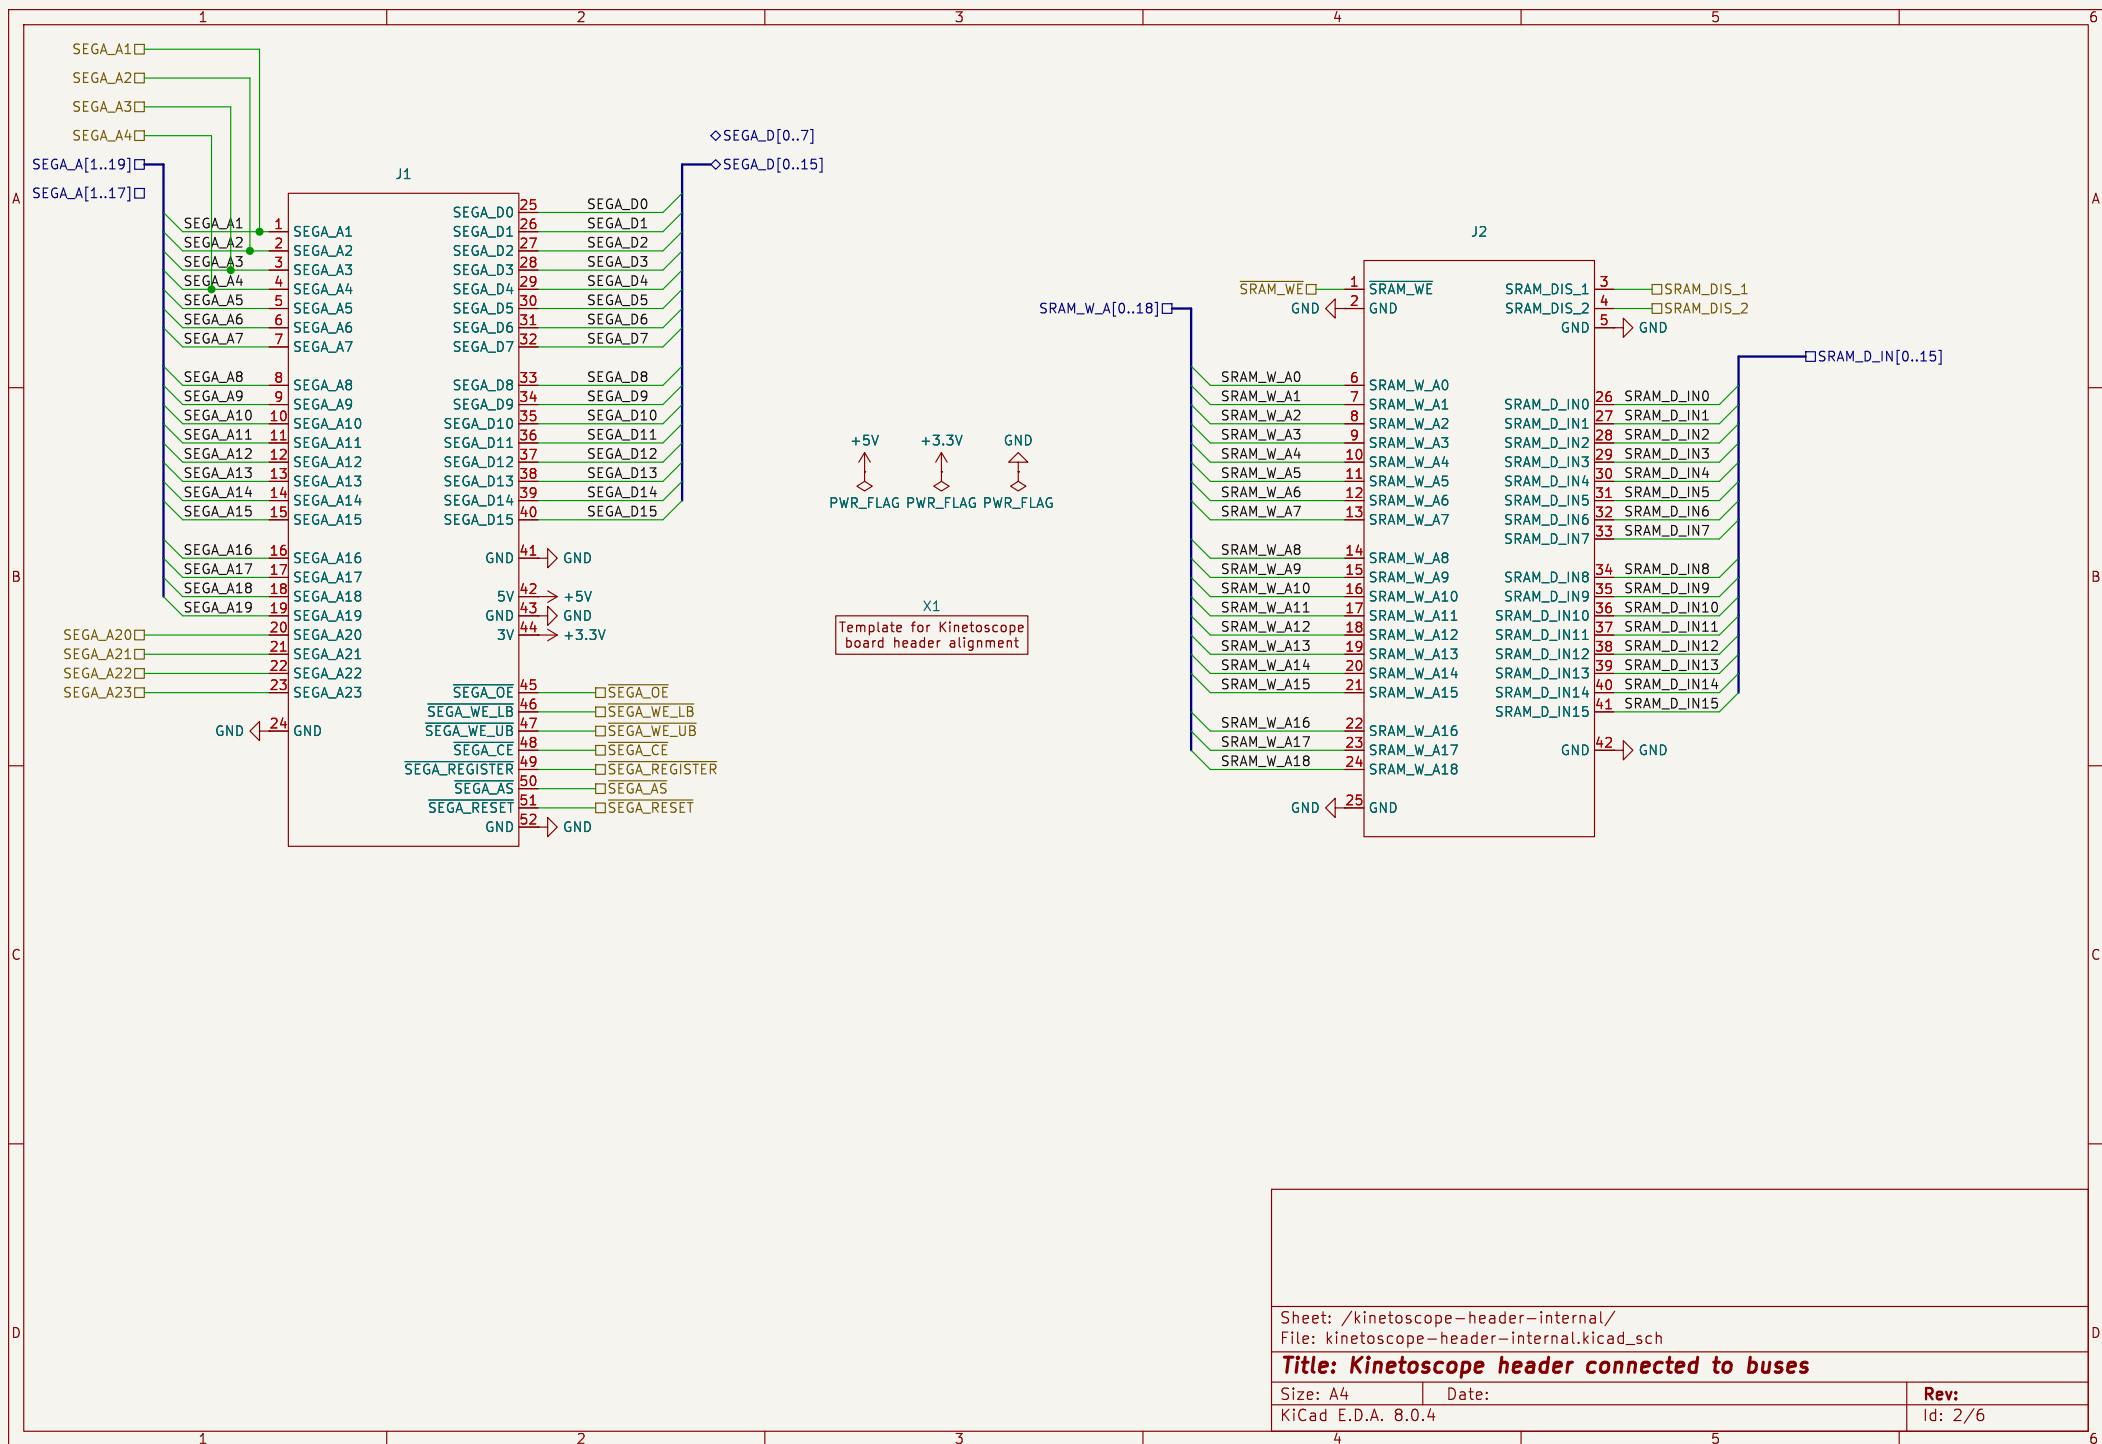 1 2 3 4 5 6
SEGA_A1
SEGA_A2
SEGA_A3
SEGA_A4
SEGA_A[1..19]
SEGA_A[1..17]
A
B
C
D
J1
SEGA_A1 1 SEGA_A1
SEGA_A2 2 SEGA_A2
SEGA_A3 3 SEGA_A3
SEGA_A4 4 SEGA_A4
SEGA_A5 5 SEGA_A5
SEGA_A6 6 SEGA_A6
SEGA_A7 7 SEGA_A7
SEGA_A8 8 SEGA_A8
SEGA_A9 9 SEGA_A9
SEGA_A10 10 SEGA_A10
SEGA_A11 11 SEGA_A11
SEGA_A12 12 SEGA_A12
SEGA_A13 13 SEGA_A13
SEGA_A14 14 SEGA_A14
SEGA_A15 15 SEGA_A15
SEGA_A16 16 SEGA_A16
SEGA_A17 17 SEGA_A17
SEGA_A18 18 SEGA_A18
SEGA_A19 19 SEGA_A19
SEGA_A20 20 SEGA_A20
SEGA_A21 21 SEGA_A21
SEGA_A22 22 SEGA_A22
SEGA_A23 23 SEGA_A23
GND 24 GND
SEGA_D[0..7]
SEGA_D[0..15]
SEGA_D0 25 SEGA_D0
SEGA_D1 26 SEGA_D1
SEGA_D2 27 SEGA_D2
SEGA_D3 28 SEGA_D3
SEGA_D4 29 SEGA_D4
SEGA_D5 30 SEGA_D5
SEGA_D6 31 SEGA_D6
SEGA_D7 32 SEGA_D7
SEGA_D8 33 SEGA_D8
SEGA_D9 34 SEGA_D9
SEGA_D10 35 SEGA_D10
SEGA_D11 36 SEGA_D11
SEGA_D12 37 SEGA_D12
SEGA_D13 38 SEGA_D13
SEGA_D14 39 SEGA_D14
SEGA_D15 40 SEGA_D15
GND 41 GND
5V 42 +5V
GND 43 GND
3V 44 +3.3V
SEGA_OE 45 SEGA_OE
SEGA_WE_LB 46 SEGA_WE_LB
SEGA_WE_UB 47 SEGA_WE_UB
SEGA_CE 48 SEGA_CE
SEGA_REGISTER 49 SEGA_REGISTER
SEGA_AS 50 SEGA_AS
SEGA_RESET 51 SEGA_RESET
GND 52 GND
+5V +3.3V GND
PWR_FLAG PWR_FLAG PWR_FLAG
X1
Template for Kinetoscope
board header alignment
J2
SRAM_WE 1 SRAM_WE
GND 2 GND
SRAM_W_A[0..18]
SRAM_W_A0 6 SRAM_W_A0
SRAM_W_A1 7 SRAM_W_A1
SRAM_W_A2 8 SRAM_W_A2
SRAM_W_A3 9 SRAM_W_A3
SRAM_W_A4 10 SRAM_W_A4
SRAM_W_A5 11 SRAM_W_A5
SRAM_W_A6 12 SRAM_W_A6
SRAM_W_A7 13 SRAM_W_A7
SRAM_W_A8 14 SRAM_W_A8
SRAM_W_A9 15 SRAM_W_A9
SRAM_W_A10 16 SRAM_W_A10
SRAM_W_A11 17 SRAM_W_A11
SRAM_W_A12 18 SRAM_W_A12
SRAM_W_A13 19 SRAM_W_A13
SRAM_W_A14 20 SRAM_W_A14
SRAM_W_A15 21 SRAM_W_A15
SRAM_W_A16 22 SRAM_W_A16
SRAM_W_A17 23 SRAM_W_A17
SRAM_W_A18 24 SRAM_W_A18
GND 25 GND
SRAM_DIS_1 3 SRAM_DIS_1
SRAM_DIS_2 4 SRAM_DIS_2
GND 5 GND
SRAM_D_IN[0..15]
SRAM_D_IN0 26 SRAM_D_IN0
SRAM_D_IN1 27 SRAM_D_IN1
SRAM_D_IN2 28 SRAM_D_IN2
SRAM_D_IN3 29 SRAM_D_IN3
SRAM_D_IN4 30 SRAM_D_IN4
SRAM_D_IN5 31 SRAM_D_IN5
SRAM_D_IN6 32 SRAM_D_IN6
SRAM_D_IN7 33 SRAM_D_IN7
SRAM_D_IN8 34 SRAM_D_IN8
SRAM_D_IN9 35 SRAM_D_IN9
SRAM_D_IN10 36 SRAM_D_IN10
SRAM_D_IN11 37 SRAM_D_IN11
SRAM_D_IN12 38 SRAM_D_IN12
SRAM_D_IN13 39 SRAM_D_IN13
SRAM_D_IN14 40 SRAM_D_IN14
SRAM_D_IN15 41 SRAM_D_IN15
GND 42 GND
A
B
C
D
Sheet: /kinetoscope-header-internal/
File: kinetoscope-header-internal.kicad_sch
Title: Kinetoscope header connected to buses
Size: A4 Date: Rev:
KiCad E.D.A. 8.0.4 Id: 2/6
1 2 3 4 5 6